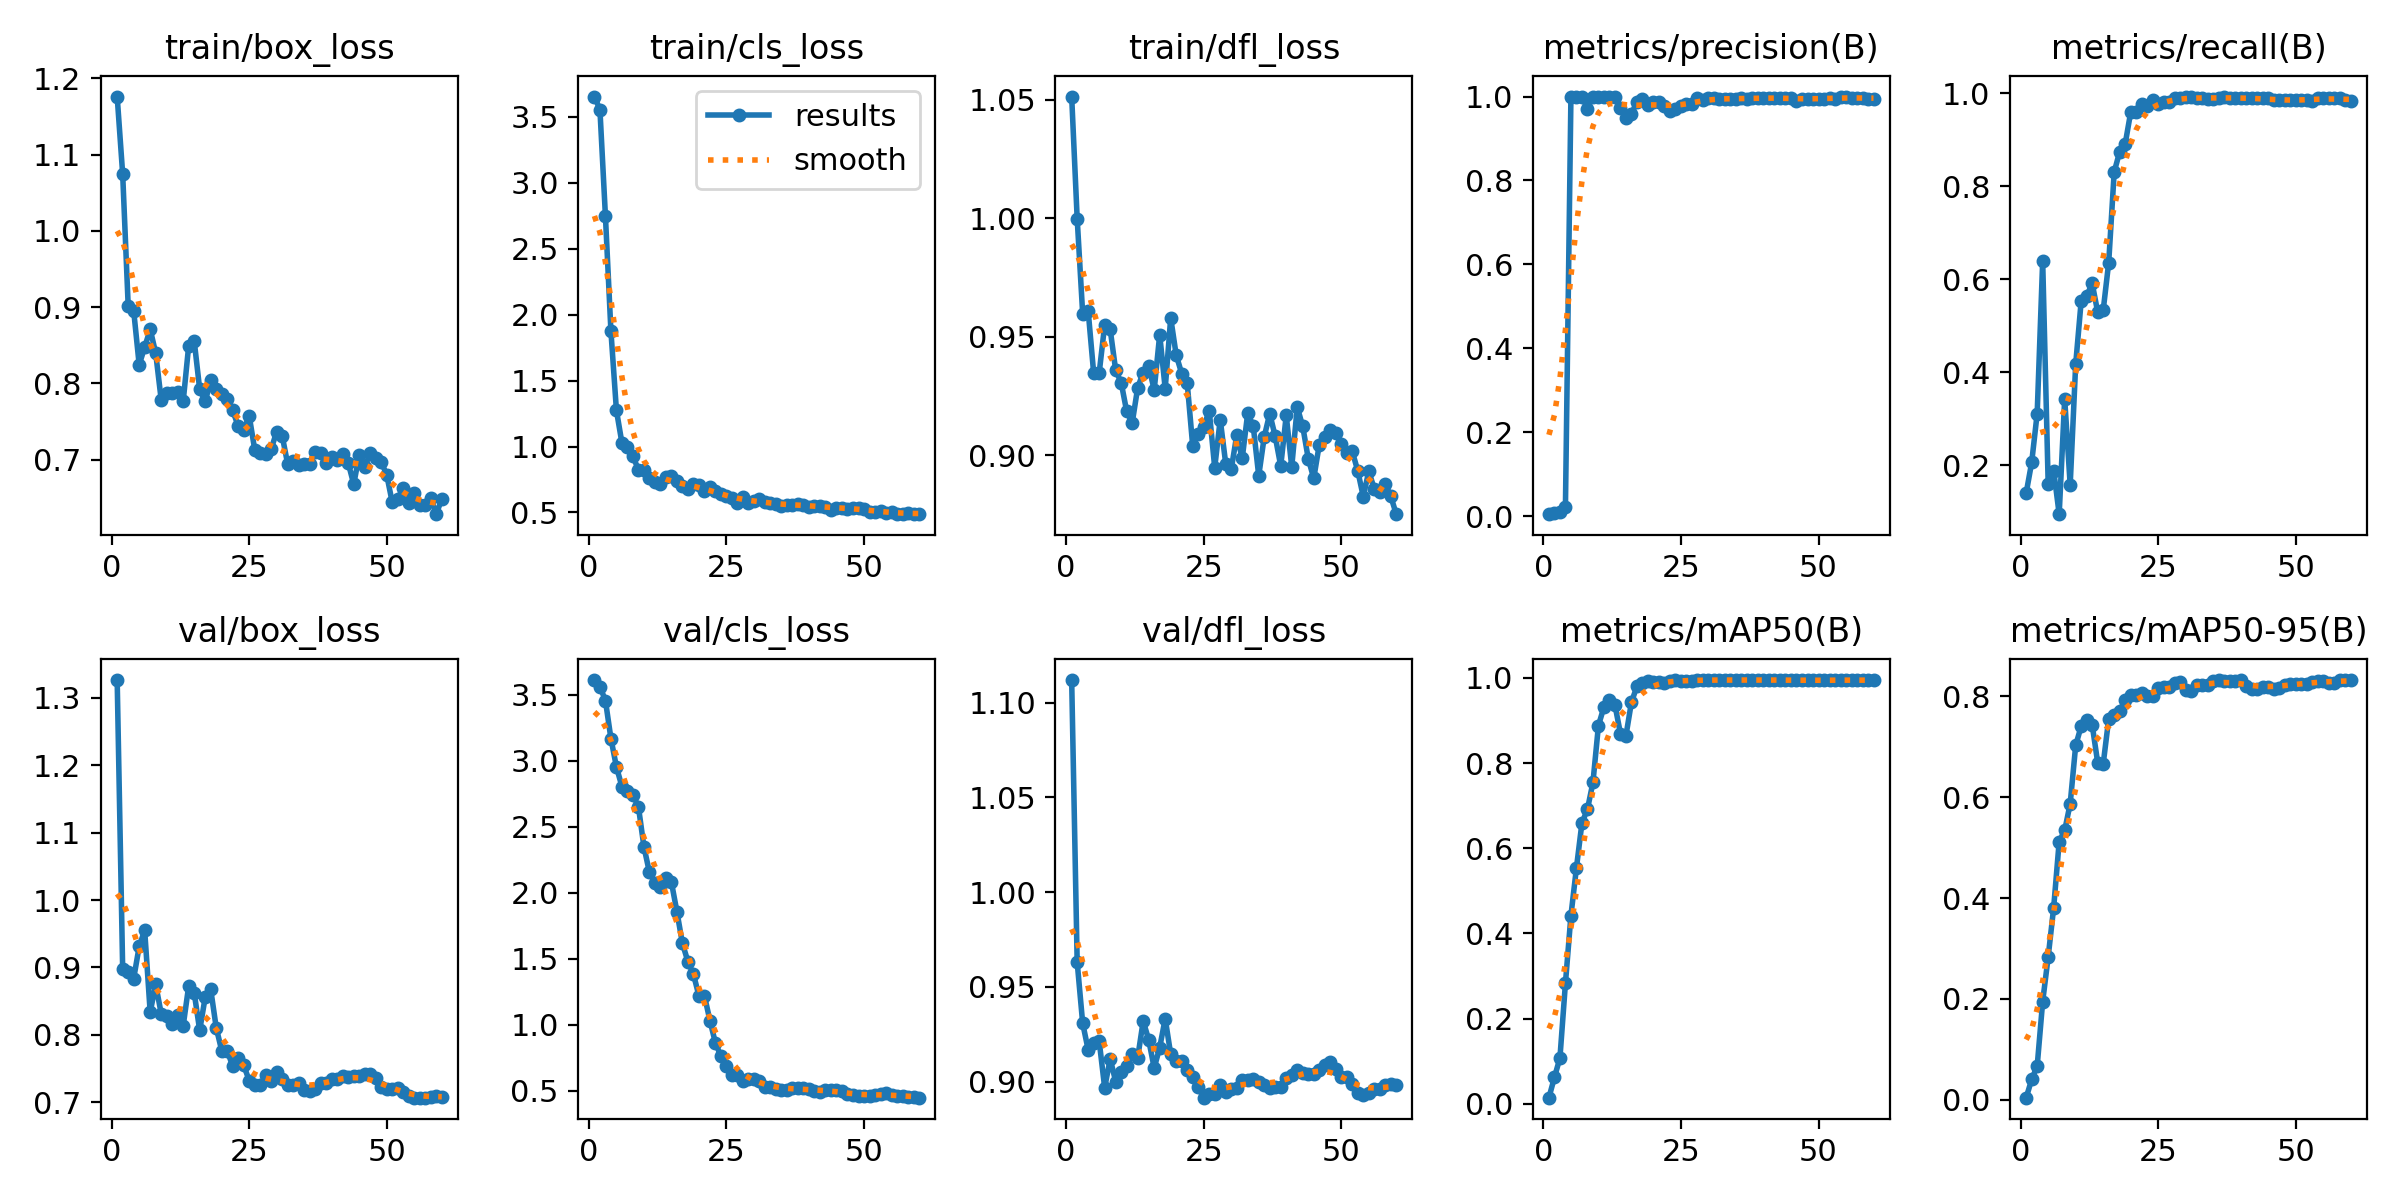 train/box_loss
1.2
1.1
1.0
0.9
0.8
0.7
0 25 50
train/cls_loss
results
smooth
3.5
3.0
2.5
2.0
1.5
1.0
0.5
0 25 50
train/dfl_loss
1.05
1.00
0.95
0.90
0 25 50
metrics/precision(B)
1.0
0.8
0.6
0.4
0.2
0.0
0 25 50
metrics/recall(B)
1.0
0.8
0.6
0.4
0.2
0 25 50
val/box_loss
1.3
1.2
1.1
1.0
0.9
0.8
0.7
0 25 50
val/cls_loss
3.5
3.0
2.5
2.0
1.5
1.0
0.5
0 25 50
val/dfl_loss
1.10
1.05
1.00
0.95
0.90
0 25 50
metrics/mAP50(B)
1.0
0.8
0.6
0.4
0.2
0.0
0 25 50
metrics/mAP50-95(B)
0.8
0.6
0.4
0.2
0.0
0 25 50